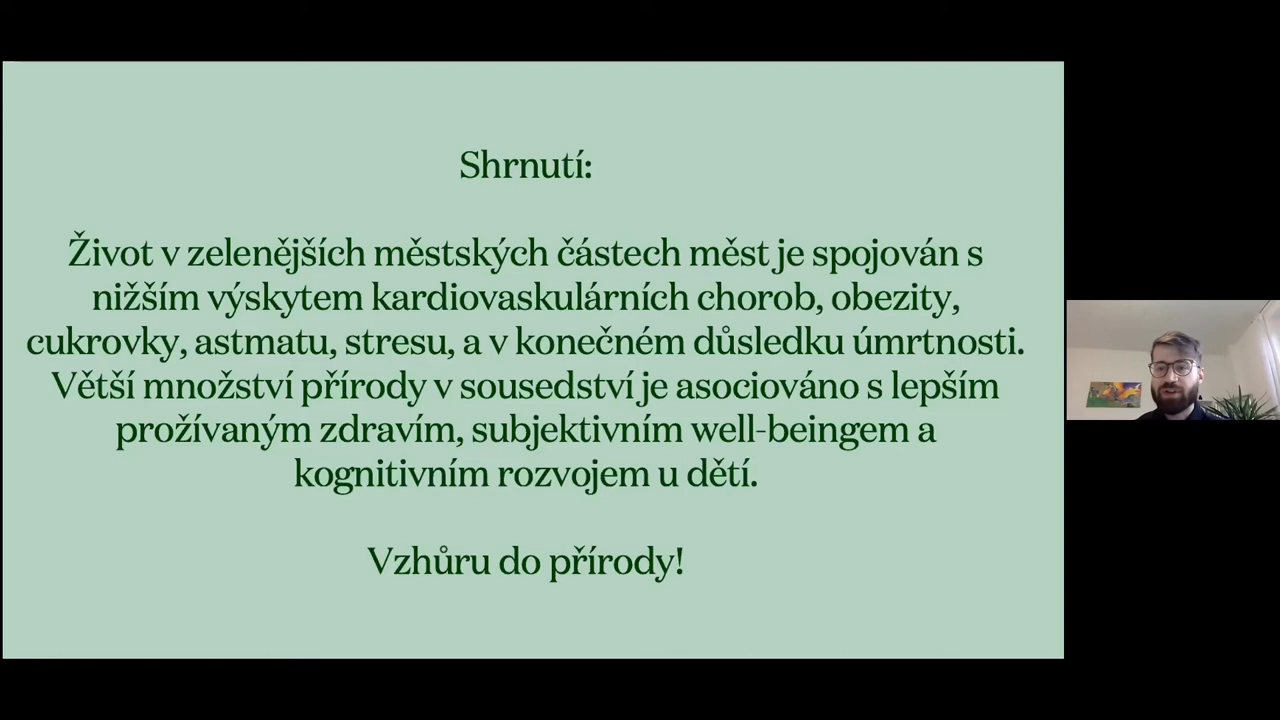 Shrnutí:
Život v zelenějších městských částech měst je spojován s
nižším výskytem kardiovaskulárních chorob, obezity,
cukrovky, astmatu, stresu, a v konečném důsledku úmrtnosti.
Větší množství přírody v sousedství je asociováno s lepším
prožívaným zdravím, subjektivním well-beingem a
kognitivním rozvojem u dětí.
Vzhůru do přírody!